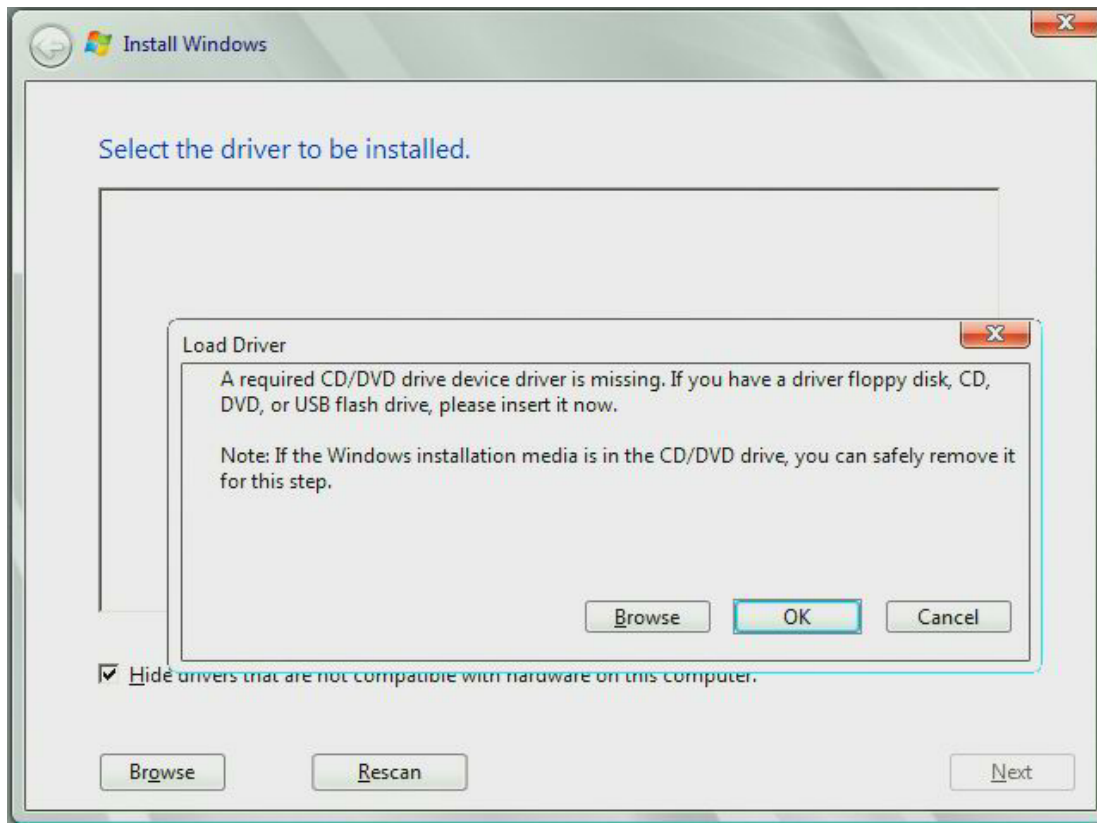 Install Windows
Select the driver to be installed.
Load Driver
A required CD/DVD drive device driver is missing. If you have a driver floppy disk, CD,
DVD, or USB flash drive, please insert it now.
Note: If the Windows installation media is in the CD/DVD drive, you can safely remove it
for this step.
Browse OK Cancel
Hide drivers that are not compatible with hardware on this computer.
Browse Rescan Next